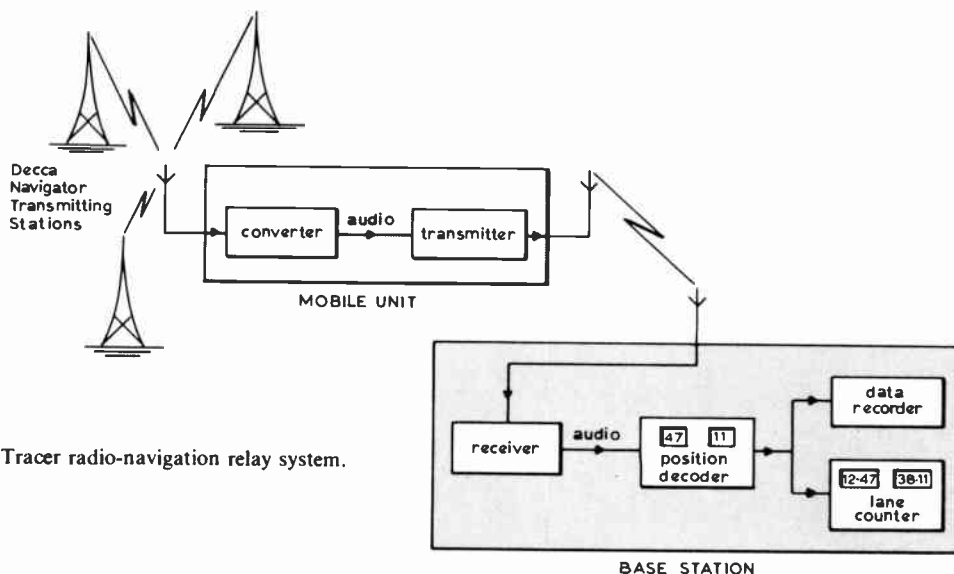 Decca
Navigator
Transmitting
Stations
converter
audio
transmitter
MOBILE UNIT
receiver
audio
47 11
position
decoder
data
recorder
12·47 38·11
lane
counter
BASE STATION
Tracer radio-navigation relay system.